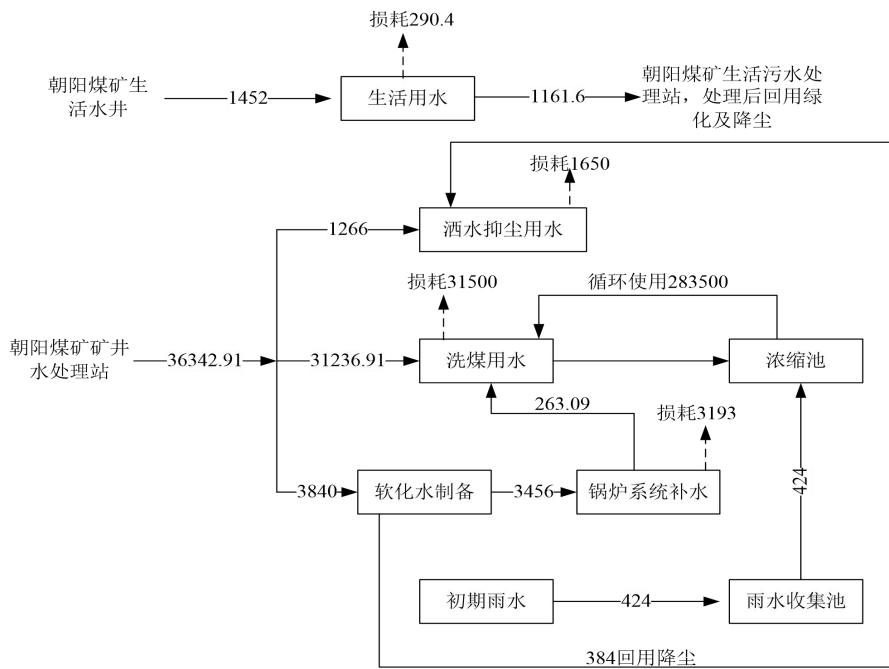 损耗290.4
朝阳煤矿生
活水井
1452
生活用水
1161.6
朝阳煤矿生活污水处
理站，处理后回用绿
化及降尘
损耗1650
1266
洒水抑尘用水
损耗31500
循环使用283500
朝阳煤矿矿井
水处理站
36342.91
31236.91
洗煤用水
浓缩池
263.09
损耗3193
3840
软化水制备
3456
锅炉系统补水
424
初期雨水
424
雨水收集池
384回用降尘